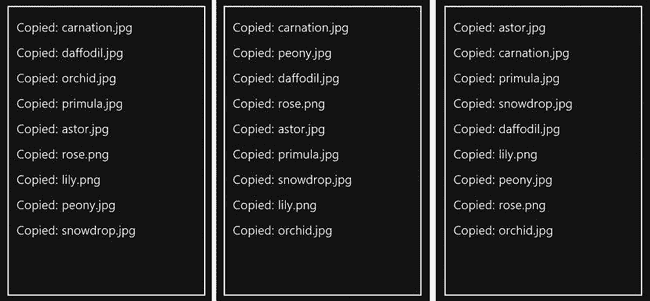 Copied: carnation.jpg
Copied: daffodil.jpg
Copied: orchid.jpg
Copied: primula.jpg
Copied: astor.jpg
Copied: rose.png
Copied: lily.png
Copied: peony.jpg
Copied: snowdrop.jpg
Copied: carnation.jpg
Copied: peony.jpg
Copied: daffodil.jpg
Copied: rose.png
Copied: astor.jpg
Copied: primula.jpg
Copied: snowdrop.jpg
Copied: lily.png
Copied: orchid.jpg
Copied: astor.jpg
Copied: carnation.jpg
Copied: primula.jpg
Copied: snowdrop.jpg
Copied: daffodil.jpg
Copied: lily.png
Copied: peony.jpg
Copied: rose.png
Copied: orchid.jpg